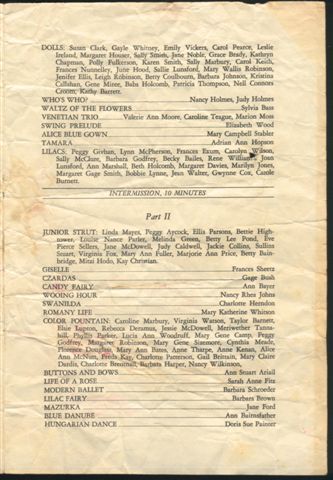 DOLLS: Susan Clark, Gayle Whitney, Emily Vickers, Carol Pearce, Leslie
Ireland, Margaret Houser, Sally Smith, Jane Noble, Grace Brady, Kathryn
Chapman, Polly Fulkerson, Karen Smith, Sally Marbury, Carol Keith,
Frances Nunnelley, June Hood, Sallie Lunsford, Mary Wallis Robinson,
Jenifer Ellis, Leigh Robinson, Betty Coulbourn, Barbara Johnson, Kristina
Callahan, Gene Miree, Baba Holcomb, Patricia Thompson, Nell Connors
Croom, Kathy Barrett.
WHO'S WHO? Nancy Holmes, Judy Holmes
WALTZ OF THE FLOWERS Sylvia Bass
VENETIAN TRIO Valerie Ann Moore, Caroline Teague, Marion Moss
SWING PRELUDE Elizabeth Wood
ALICE BLUE GOWN Mary Campbell Stabler
TAMARA Adrian Ann Hopson
LILACS: Peggy Givhan, Lynn McPherson, Frances Exum, Carolyn Wilson,
Sally McClure, Barbara Godfrey, Becky Bailes, Rene Williams, Joan
Lunsford, Ann Marshall, Beth Holcomb, Margaret Davies, Marilyn Jones,
Margaret Gage Smith, Bobbie Lynne, Jean Walter, Gwynne Cox, Carole
Burnett.
INTERMISSION, 10 MINUTES
Part II
JUNIOR STRUT: Linda Mayes, Peggy Aycock, Ella Parsons, Bettie High-
tower, Louise Nance Parler, Melinda Green, Betty Lee Pond, Eve
Pierce Sellers, Jane McDowell, Judy Caldwell, Jackie Collins, Sullins
Stuart, Virginia Fox, Mary Ann Fuller, Marjorie Ann Price, Betty Bain-
bridge, Mitzi Hodo, Kay Christian.
GISELLE Frances Sheetz
CZARDAS Gage Bush
CANDY FAIRY Ann Bayer
WOOING HOUR Nancy Rhea Johns
SWANILDA Charlotte Herndon
ROMANY LIFE Mary Katherine Whitson
COLOR FOUNTAIN: Caroline Marbury, Virginia Watson, Taylor Barnett,
Elsie Lupton, Rebecca Deramus, Jessie McDowell, Meriwether Tanna-
hill, Phyllis Parker, Lucia Ann Woodruff, Mary Gene Camp, Peggy
Godfrey, Margaret Robinson, Mary Gene Sizemore, Cynthia Meade,
Florence Douglass, Mary Ann Bates, Anne Tharpe, Anne Kenan, Alice
Ann McNutt, Freda Kay, Charlotte Patterson, Gail Brittain, Mary Claire
Dardis, Charlotte Bresnall, Barbara Harper, Nancy Wilkinson,
BUTTONS AND BOWS Ann Stuart Ariail
LIFE OF A ROSE Sarah Anne Fitz
MODERN BALLET Barbara Schroeder
LILAC FAIRY Barbara Brown
MAZURKA Jane Ford
BLUE DANUBE Ann Bairnsfather
HUNGARIAN DANCE Doris Sue Painter